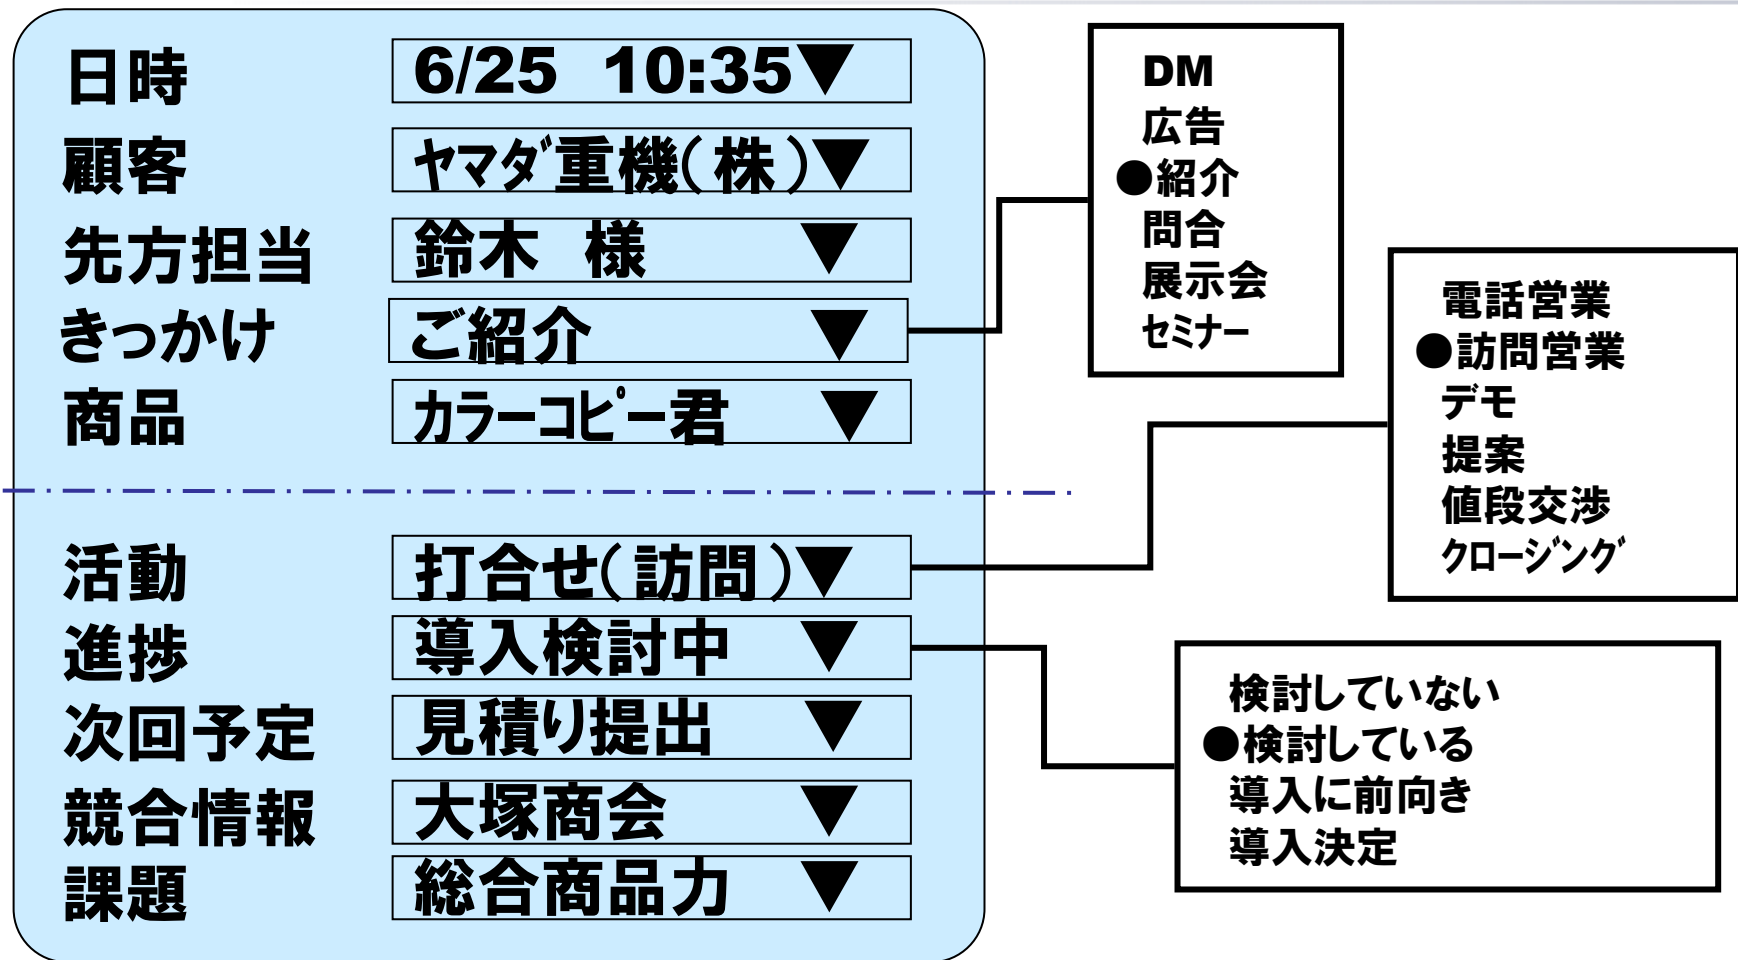 日時 6/25 10:35▼
顧客 ﾔﾏﾀﾞ重機(株)▼
先方担当 鈴木 様 ▼
きっかけ ご紹介 ▼
商品 ｶﾗｰｺﾋﾟｰ君 ▼
活動 打合せ(訪問)▼
進捗 導入検討中 ▼
次回予定 見積り提出 ▼
競合情報 大塚商会 ▼
課題 総合商品力 ▼
DM
広告
●紹介
問合
展示会
ｾﾐﾅｰ
電話営業
●訪問営業
デモ
提案
値段交渉
ｸﾛｰｼﾞﾝｸﾞ
検討していない
●検討している
導入に前向き
導入決定